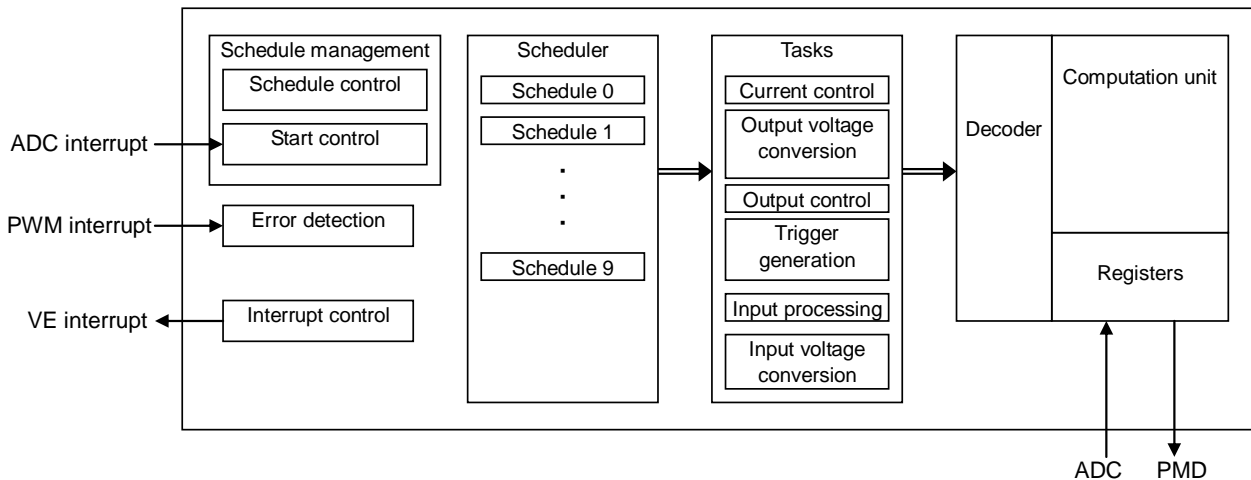 Schedule management
Schedule control
Start control
ADC interrupt
PWM interrupt
Error detection
VE interrupt
Interrupt control
Scheduler
Schedule 0
Schedule 1
.
.
.
Schedule 9
Tasks
Current control
Output voltage
conversion
Output control
Trigger
generation
Input processing
Input voltage
conversion
Decoder
Computation unit
Registers
ADC
PMD